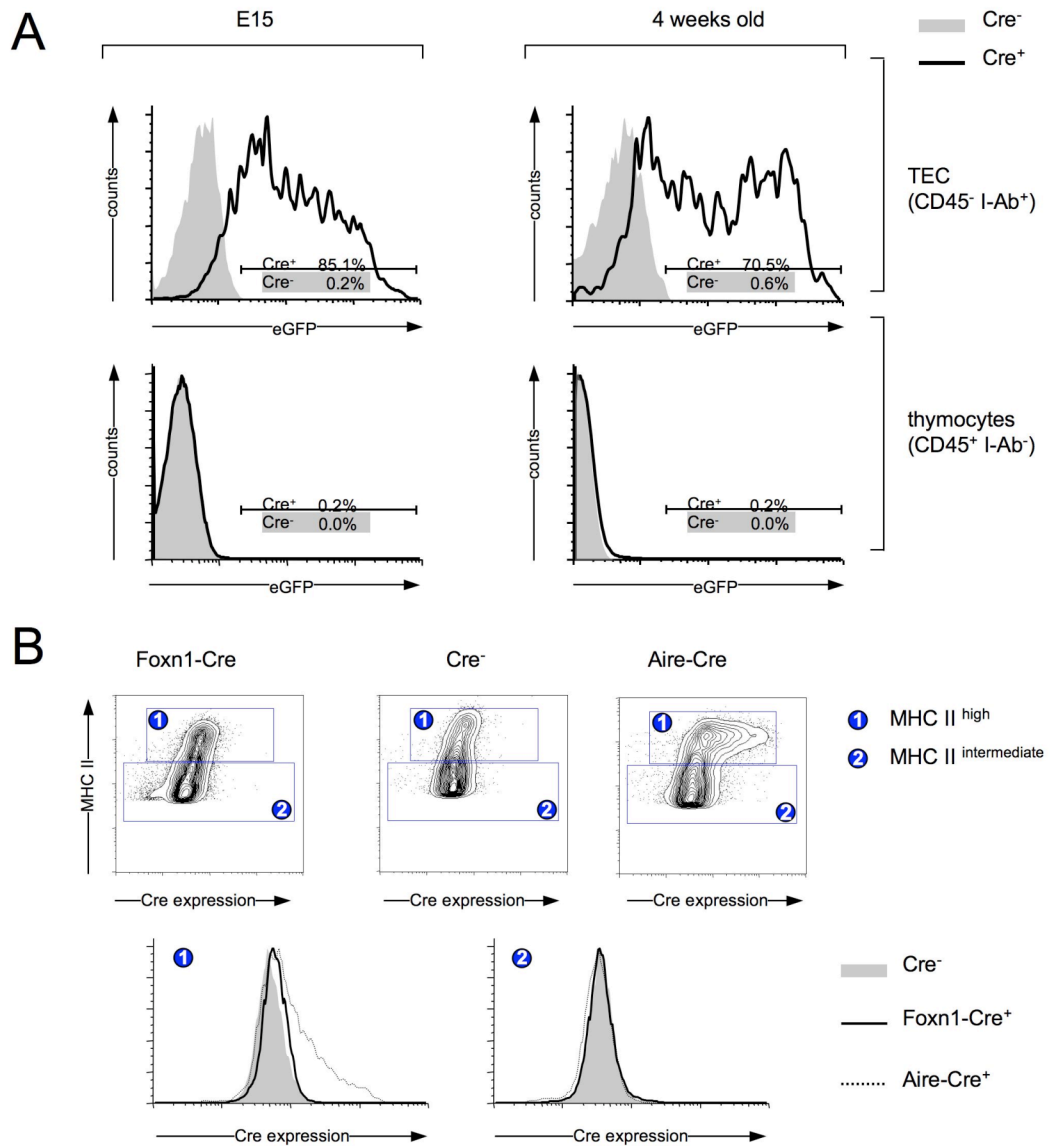 A
E15
4 weeks old
Cre⁻
Cre⁺
counts
Cre⁺ 85.1%
Cre⁻ 0.2%
eGFP
counts
Cre⁺ 70.5%
Cre⁻ 0.6%
eGFP
TEC
(CD45⁻ I-Ab⁺)
counts
Cre⁺ 0.2%
Cre⁻ 0.0%
eGFP
counts
Cre⁺ 0.2%
Cre⁻ 0.0%
eGFP
thymocytes
(CD45⁺ I-Ab⁻)
B
Foxn1-Cre
Cre⁻
Aire-Cre
MHC II
1
2
Cre expression
1
2
Cre expression
1
2
Cre expression
1 MHC II high
2 MHC II intermediate
1
Cre expression
2
Cre expression
Cre⁻
Foxn1-Cre⁺
Aire-Cre⁺